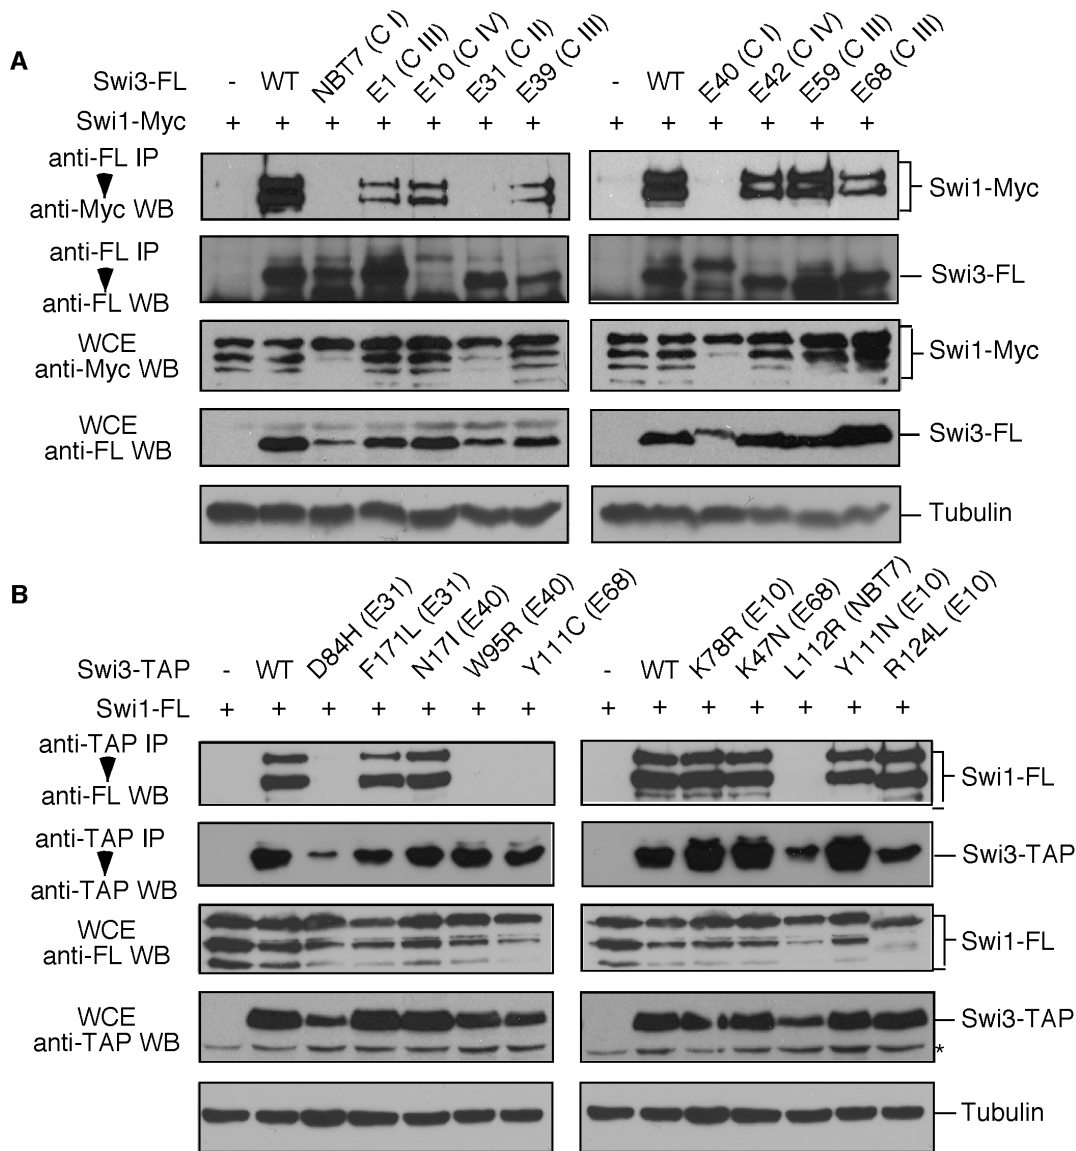 A
Swi3-FL - WT NBT7 (C I) E1 (C III) E10 (C IV) E31 (C II) E39 (C III) - WT E40 (C I) E42 (C IV) E59 (C III) E68 (C III)
Swi1-Myc + + + + + + + + + + + + +
anti-FL IP
anti-Myc WB
Swi1-Myc
anti-FL IP
anti-FL WB
Swi3-FL
WCE
anti-Myc WB
Swi1-Myc
WCE
anti-FL WB
Swi3-FL
Tubulin
B
Swi3-TAP - WT D84H (E31) F171L (E31) N17I (E40) W95R (E40) Y111C (E68) - WT K78R (E10) K47N (E68) L112R (NBT7) Y111N (E10) R124L (E10)
Swi1-FL + + + + + + + + + + + + + +
anti-TAP IP
anti-FL WB
Swi1-FL
anti-TAP IP
anti-TAP WB
Swi3-TAP
WCE
anti-FL WB
Swi1-FL
WCE
anti-TAP WB
Swi3-TAP
*
Tubulin